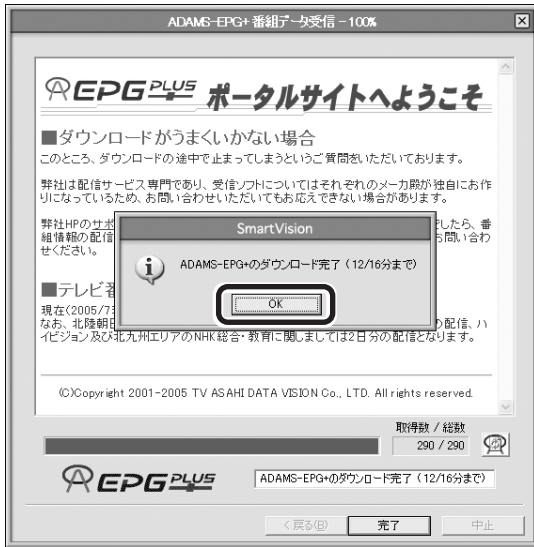 ADAMS-EPG+ 番組データ受信 - 100%
EPG PLUS ポータルサイトへようこそ
■ダウンロードがうまくいかない場合
このところ、ダウンロードの途中で止まってしまうというご質問をいただいております。
弊社は配信サービス専門であり、受信ソフトについてはそれぞれのメーカ殿が独自にお作
りになっているため、お問い合わせいただいてもお応えできない場合があります。
弊社HPのサポ
したら、番
組情報の配信
お問い合わ
せください。
SmartVision
ADAMS-EPG+のダウンロード完了（12/16分まで）
OK
■テレビ番
現在(2005/7
なお、北陸朝日
の配信、ハ
イビジョン及び北九州エリアのNHK総合・教育に関しましては2日分の配信となります。
(C)Copyright 2001-2005 TV ASAHI DATA VISION Co., LTD. All rights reserved.
取得数 / 総数
290 / 290
EPG PLUS
ADAMS-EPG+のダウンロード完了（12/16分まで）
< 戻る(B)
完了
中止